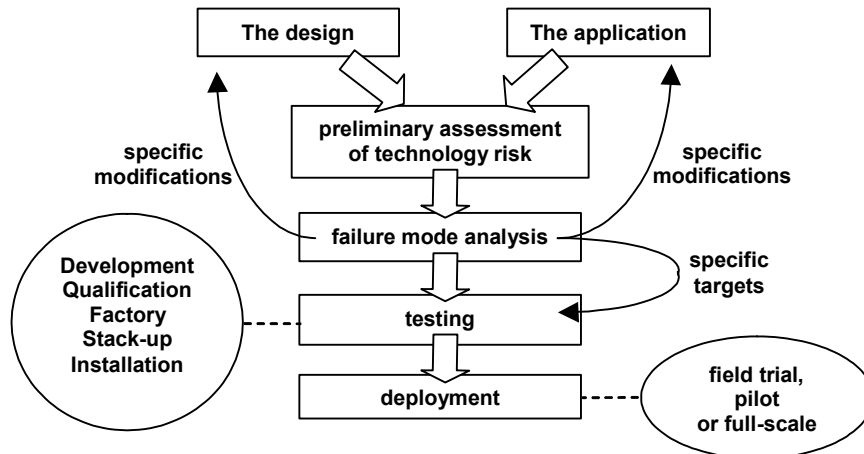 The design
The application
preliminary assessment
of technology risk
specific
modifications
specific
modifications
failure mode analysis
specific
targets
Development
Qualification
Factory
Stack-up
Installation
testing
deployment
field trial,
pilot
or full-scale